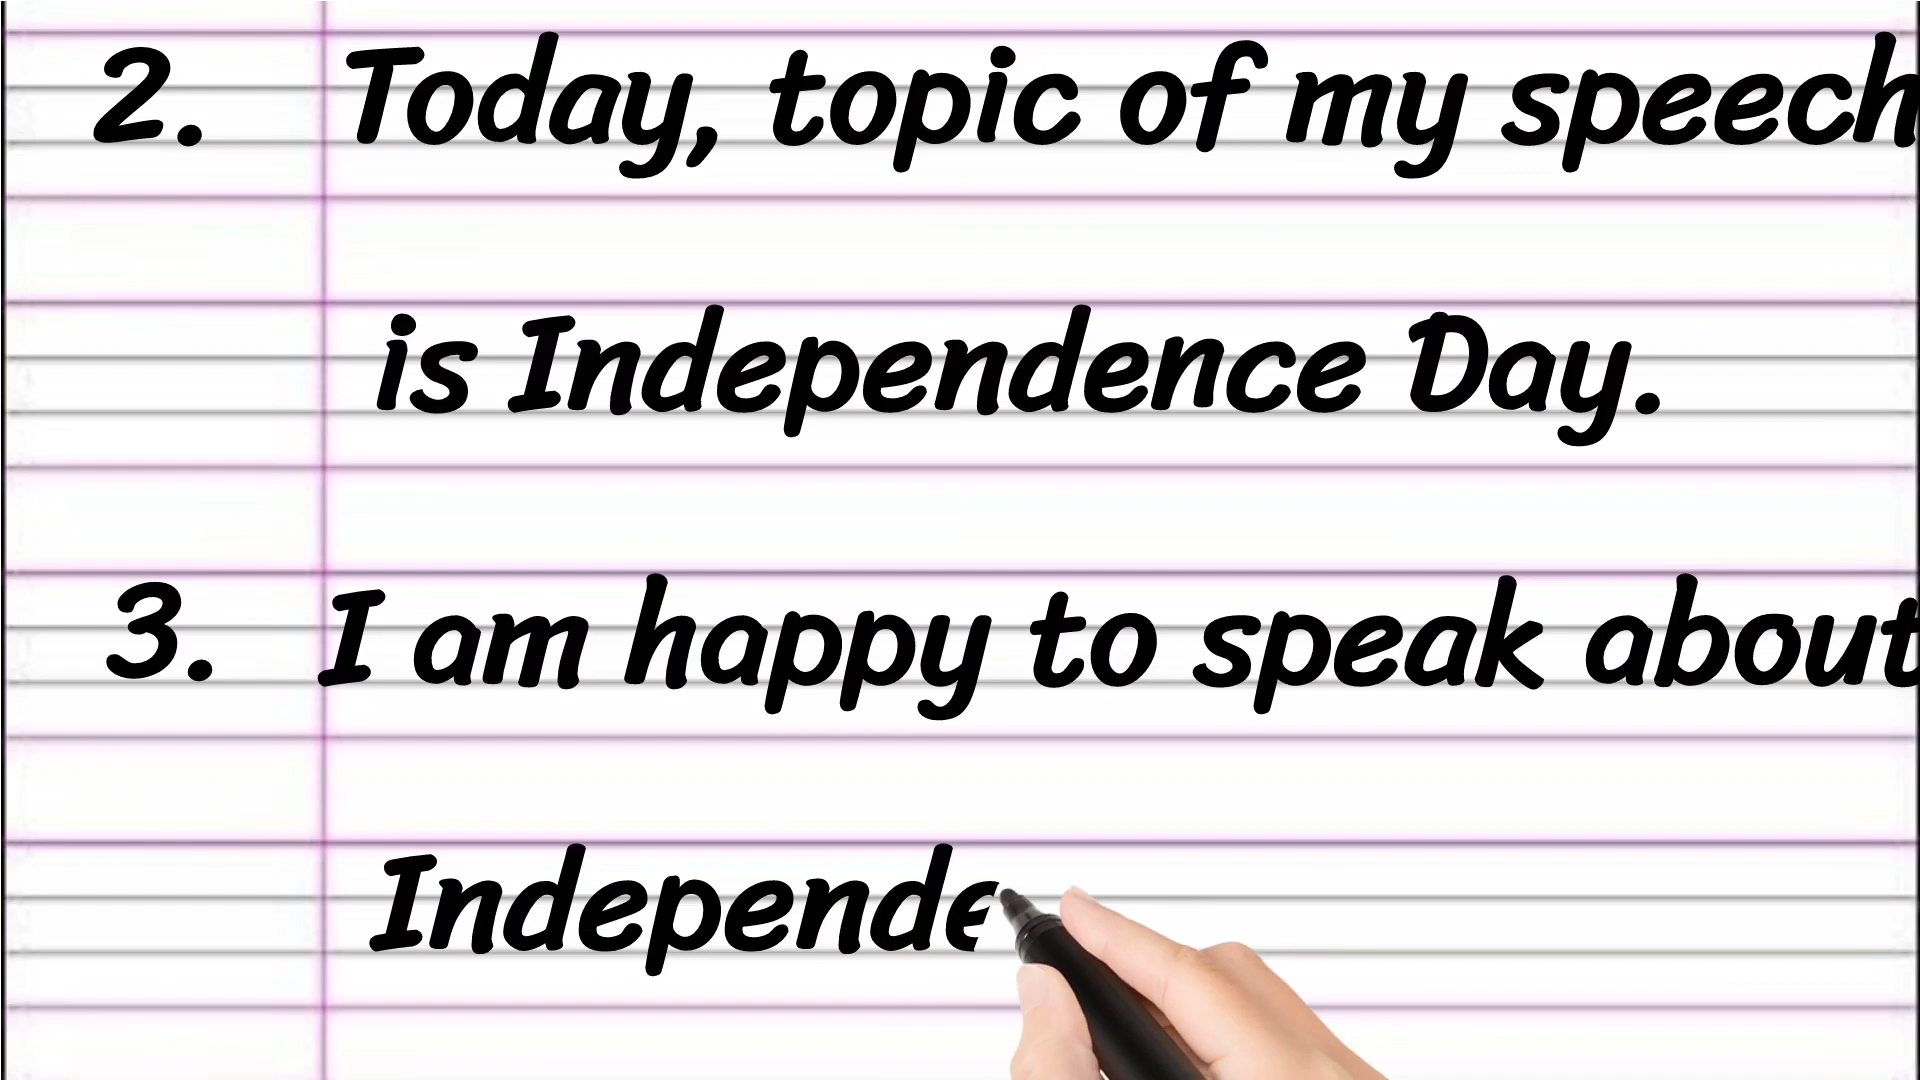 2. Today, topic of my speech
is Independence Day.
3. I am happy to speak about
Independe